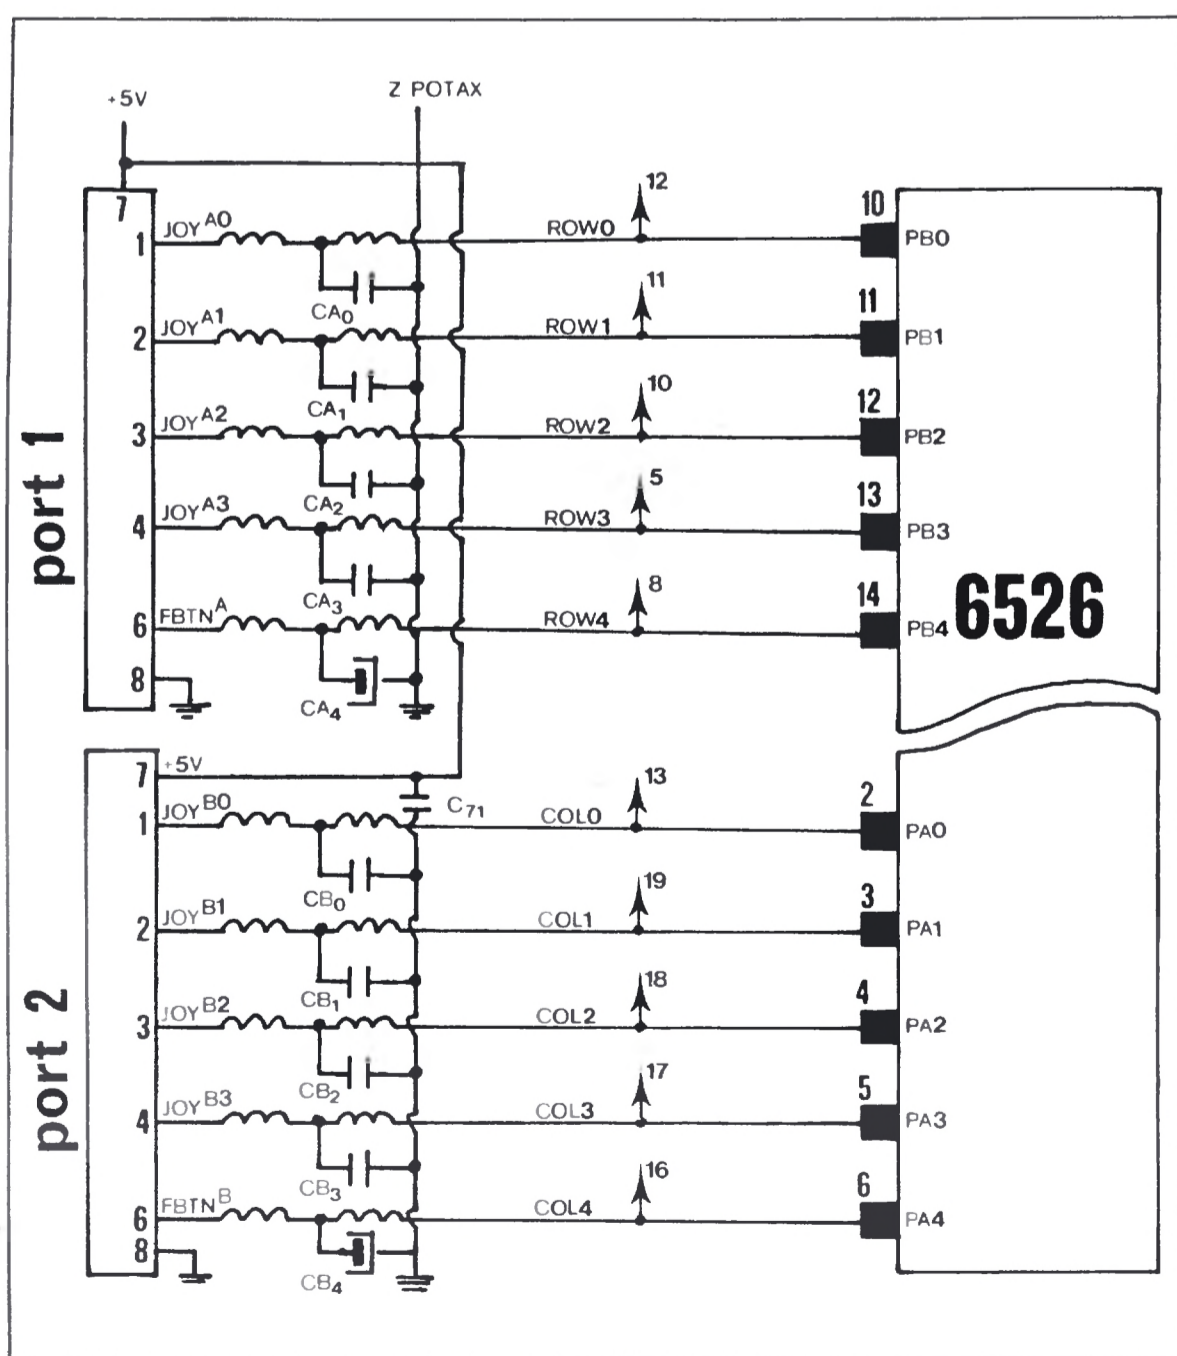 +5V
Z POTAX
port 1
7
1 JOY A0
CA0
ROW0
12
10
PB0
2 JOY A1
CA1
ROW1
11
11
PB1
3 JOY A2
CA2
ROW2
10
12
PB2
4 JOY A3
CA3
ROW3
5
13
PB3
6 FBTN A
CA4
ROW4
8
14
PB4
6526
8
port 2
7 +5V
C71
1 JOY B0
CB0
COL0
13
2
PA0
2 JOY B1
CB1
COL1
19
3
PA1
3 JOY B2
CB2
COL2
18
4
PA2
4 JOY B3
CB3
COL3
17
5
PA3
6 FBTN B
CB4
COL4
16
6
PA4
8